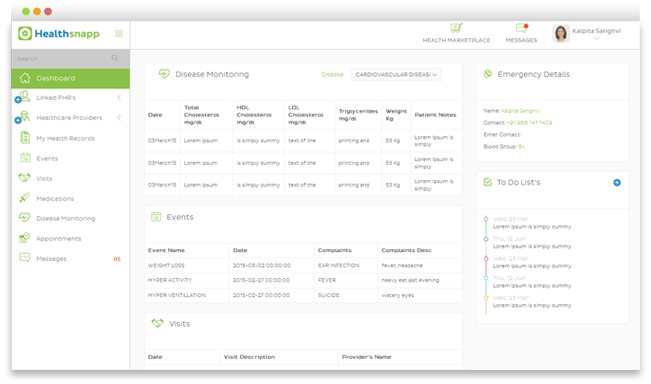 Healthsnapp
HEALTH MARKETPLACE
MESSAGES
Kalpita Sanghvi
Search
Dashboard
Linked PHR's
Healthcare Providers
My Health Records
Events
Visits
Medications
Disease Monitoring
Appointments
Messages 05
Disease Monitoring
Disease: CARDIOVASCULAR DISEASE
Date Total Cholesterol mg/dl HDL Cholesterol mg/dl LDL Cholesterol mg/dl Triglycerides mg/dl Weight Kg Patient Notes
03March15 Lorem Ipsum is simply dummy text of the printing and 53 Kg Lorem Ipsum is simply
03March15 Lorem Ipsum is simply dummy text of the printing and 53 Kg Lorem Ipsum is simply
03March15 Lorem Ipsum is simply dummy text of the printing and 53 Kg Lorem Ipsum is simply
Events
Event Name Date Complaints Complaints Desc
WEIGHT LOSS 2015-03-02 00:00:00 EAR INFECTION fever, headache
HYPER ACTIVITY 2015-02-27 00:00:00 FEVER heavy eat last evening
HYPER VENTILLATION 2015-02-27 00:00:00 SUICIDE watery eyes
Visits
Date Visit Description Provider's Name
Emergency Details
Name: Kalpita Sanghvi
Contact: +91 998 147 1402
Emer Contact:
Blood Group: B+
To Do List's
Wed, 25 Mar
Lorem Ipsum is simpy dummy
Thu, 12 Jun
Lorem Ipsum is simpy dummy
Wed, 25 Mar
Lorem Ipsum is simpy dummy
Thu, 12 Jun
Lorem Ipsum is simpy dummy
Wed, 25 Mar
Lorem Ipsum is simpy dummy